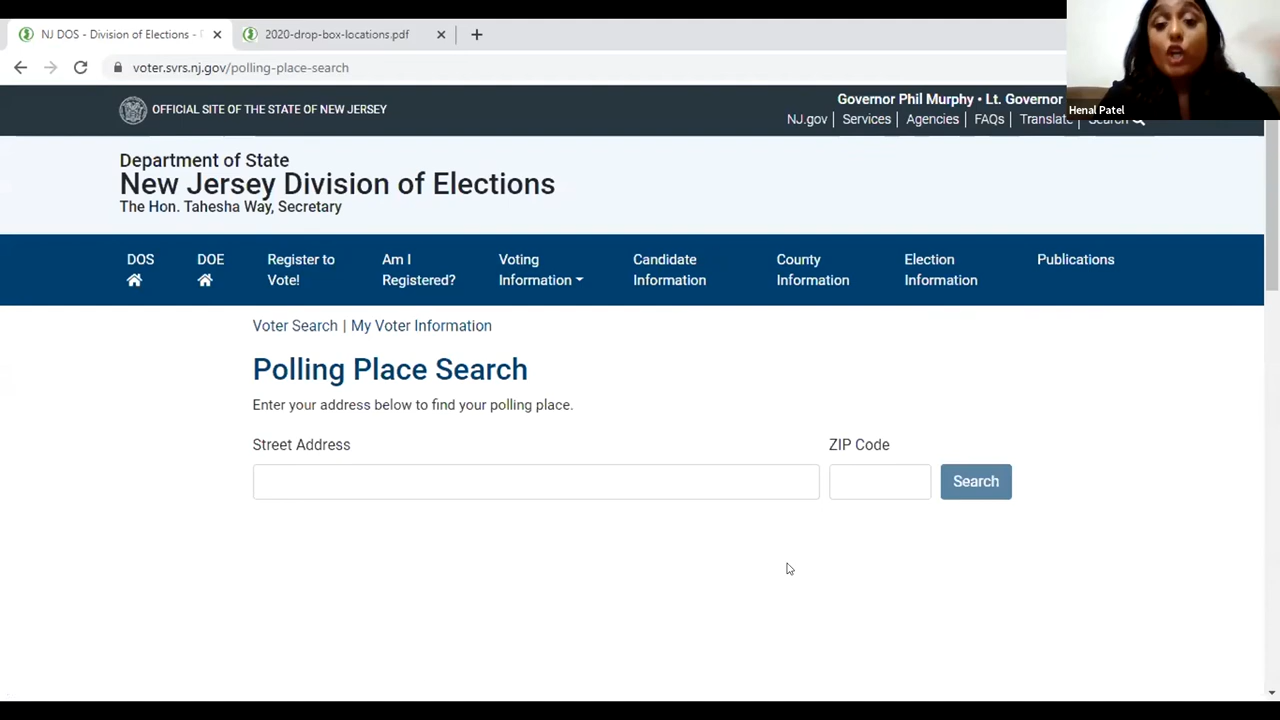 NJ DOS - Division of Elections -
2020-drop-box-locations.pdf
voter.svrs.nj.gov/polling-place-search
Henal Patel
OFFICIAL SITE OF THE STATE OF NEW JERSEY
Governor Phil Murphy • Lt. Governor
NJ.gov | Services | Agencies | FAQs | Translate | Search
Department of State
New Jersey Division of Elections
The Hon. Tahesha Way, Secretary
DOS
DOE
Register to Vote!
Am I Registered?
Voting Information
Candidate Information
County Information
Election Information
Publications
Voter Search | My Voter Information
Polling Place Search
Enter your address below to find your polling place.
Street Address
ZIP Code
Search